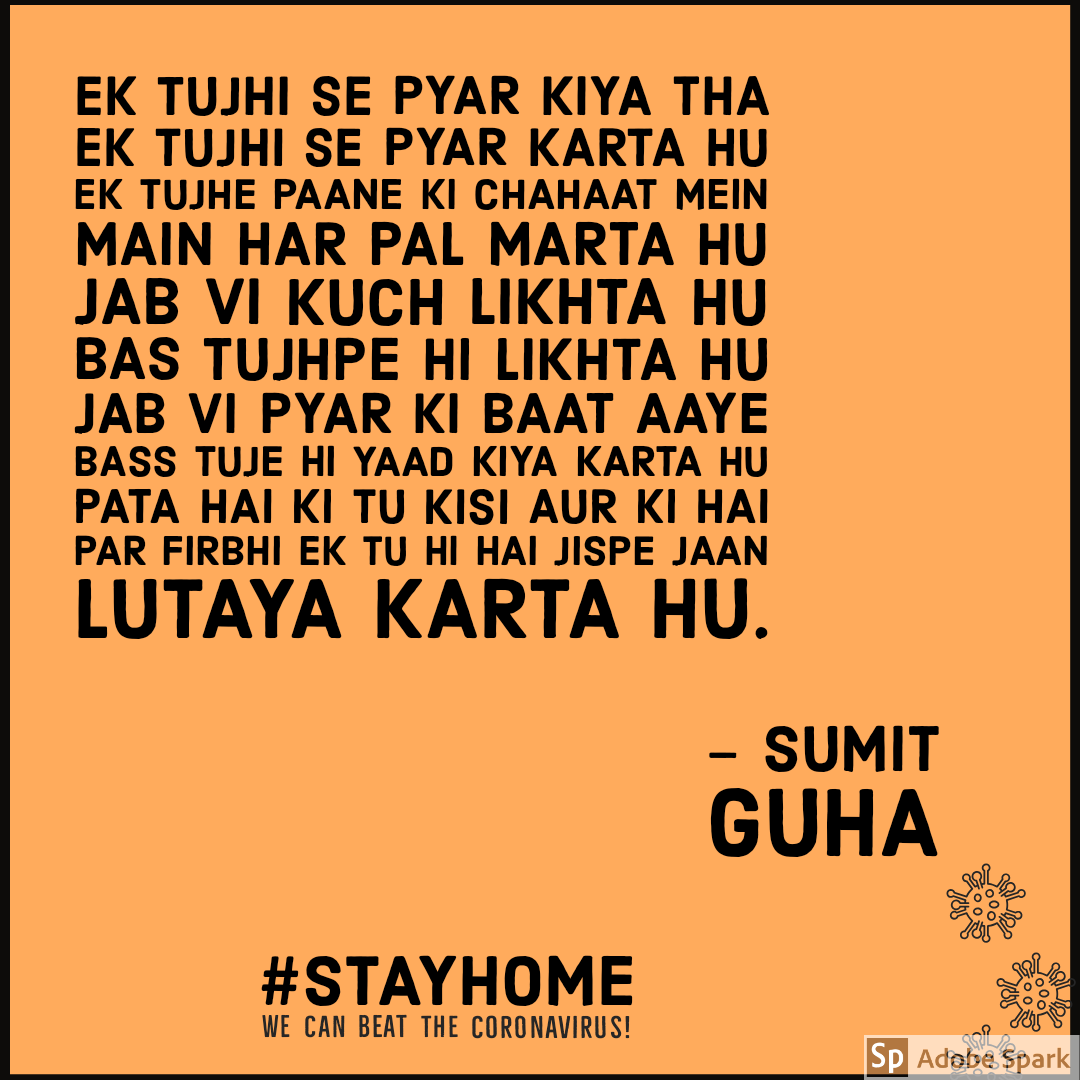 EK TUJHI SE PYAR KIYA THA
EK TUJHI SE PYAR KARTA HU
EK TUJHE PAANE KI CHAHAAT MEIN
MAIN HAR PAL MARTA HU
JAB VI KUCH LIKHTA HU
BAS TUJHPE HI LIKHTA HU
JAB VI PYAR KI BAAT AAYE
BASS TUJE HI YAAD KIYA KARTA HU
PATA HAI KI TU KISI AUR KI HAI
PAR FIRBHI EK TU HI HAI JISPE JAAN
LUTAYA KARTA HU.
– SUMIT
GUHA
#STAYHOME
WE CAN BEAT THE CORONAVIRUS!
Sp Adobe Spark